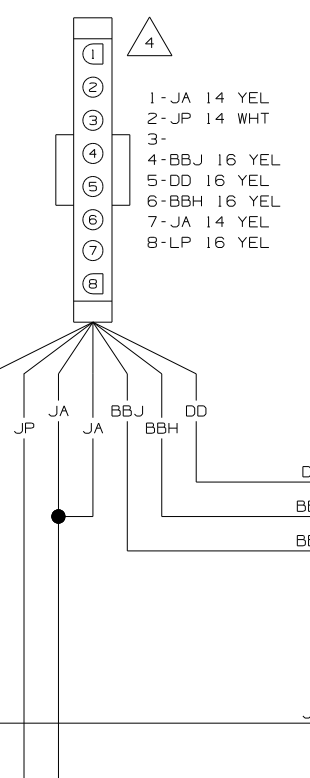 1
4
2
3
4
5
6
7
8
1-JA 14 YEL
2-JP 14 WHT
3-
4-BBJ 16 YEL
5-DD 16 YEL
6-BBH 16 YEL
7-JA 14 YEL
8-LP 16 YEL
JA BBJ DD
JP JA BBH